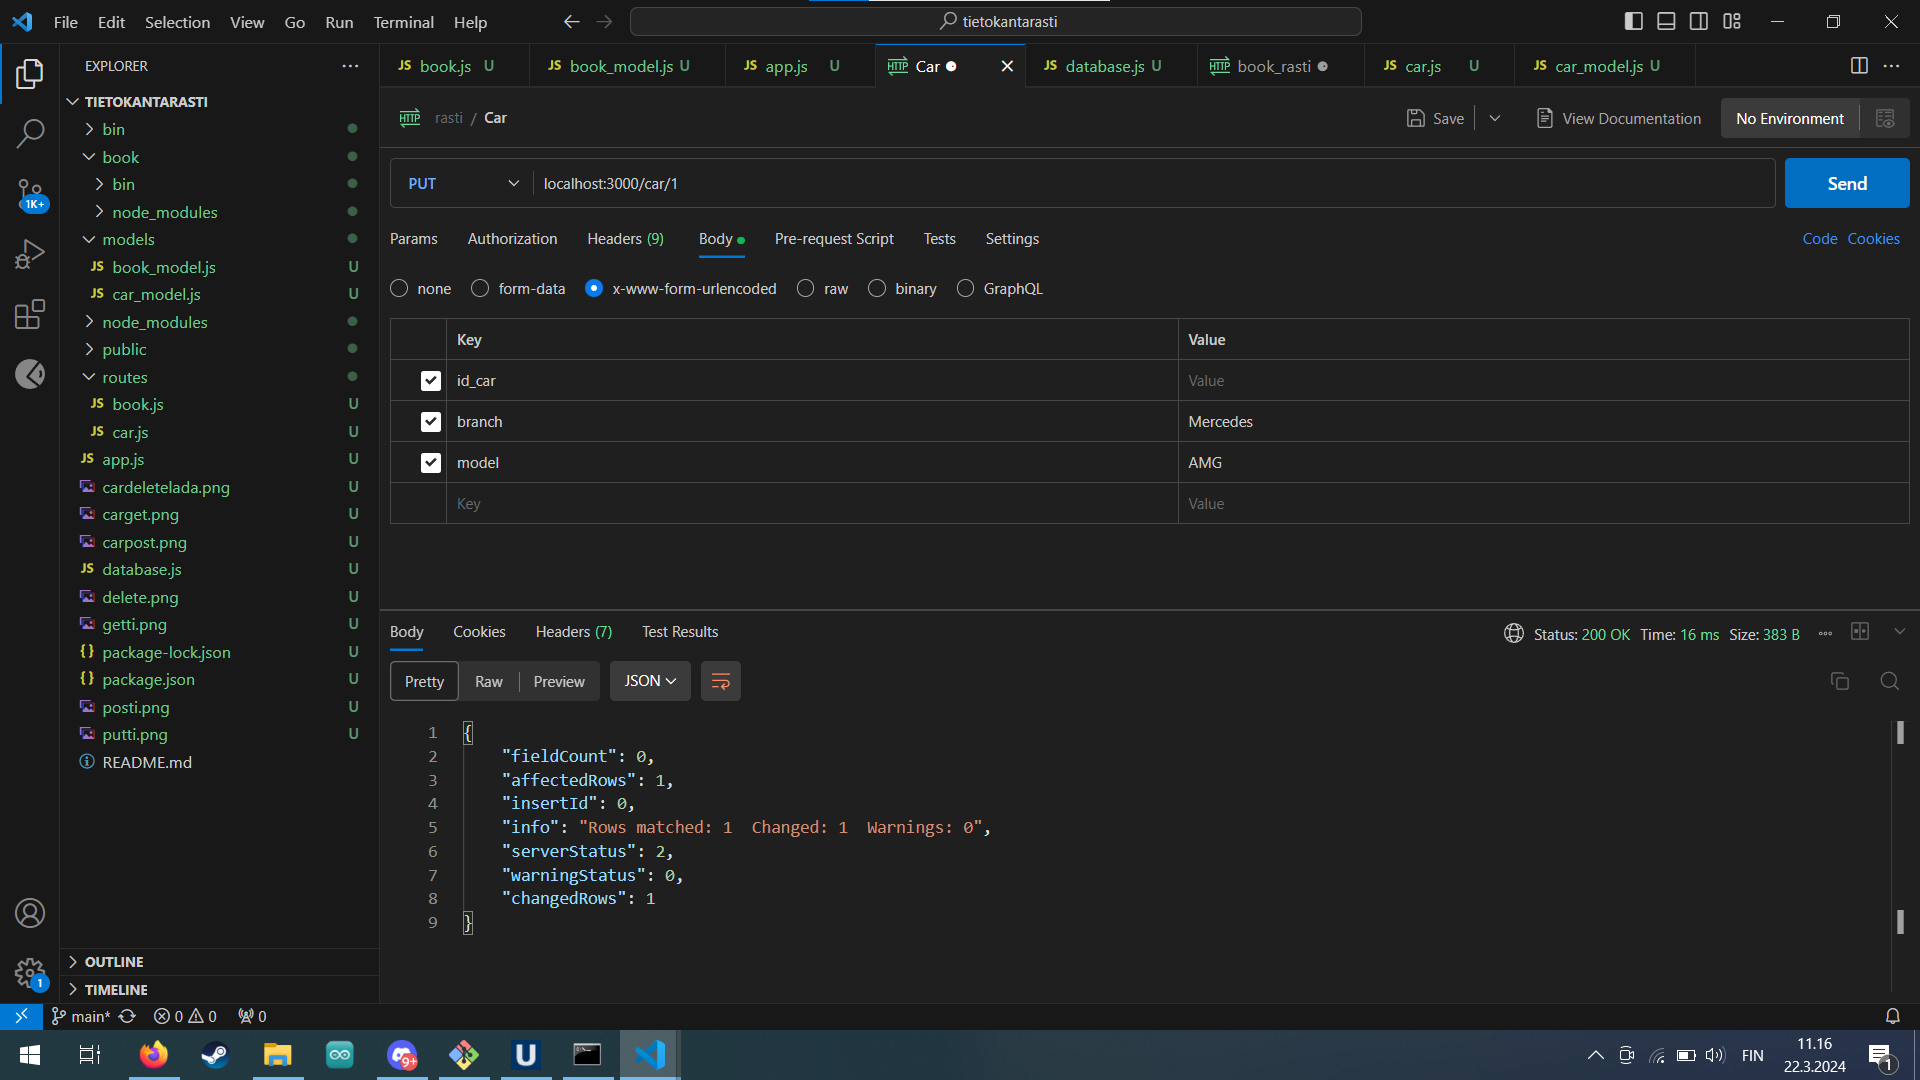 File Edit Selection View Go Run Terminal Help
tietokantarasti
EXPLORER
TIETOKANTARASTI
bin
book
bin
node_modules
models
book_model.js U
car_model.js U
node_modules
public
routes
book.js U
car.js U
app.js U
cardeletelada.png U
carget.png U
carpost.png U
database.js U
delete.png U
getti.png U
package-lock.json U
package.json U
posti.png U
putti.png U
README.md
OUTLINE
TIMELINE
1K+
1
JS book.js U JS book_model.js U JS app.js U HTTP Car JS database.js U HTTP book_rasti JS car.js U JS car_model.js U
HTTP rasti / Car Save View Documentation No Environment
PUT localhost:3000/car/1 Send
Params Authorization Headers (9) Body Pre-request Script Tests Settings Code Cookies
none form-data x-www-form-urlencoded raw binary GraphQL
Key Value
id_car Value
branch Mercedes
model AMG
Key Value
Body Cookies Headers (7) Test Results Status: 200 OK Time: 16 ms Size: 383 B
Pretty Raw Preview JSON
1 {
2 "fieldCount": 0,
3 "affectedRows": 1,
4 "insertId": 0,
5 "info": "Rows matched: 1  Changed: 1  Warnings: 0",
6 "serverStatus": 2,
7 "warningStatus": 0,
8 "changedRows": 1
9 }
main* 0 0 0
9+ U FIN 11.16
22.3.2024
1